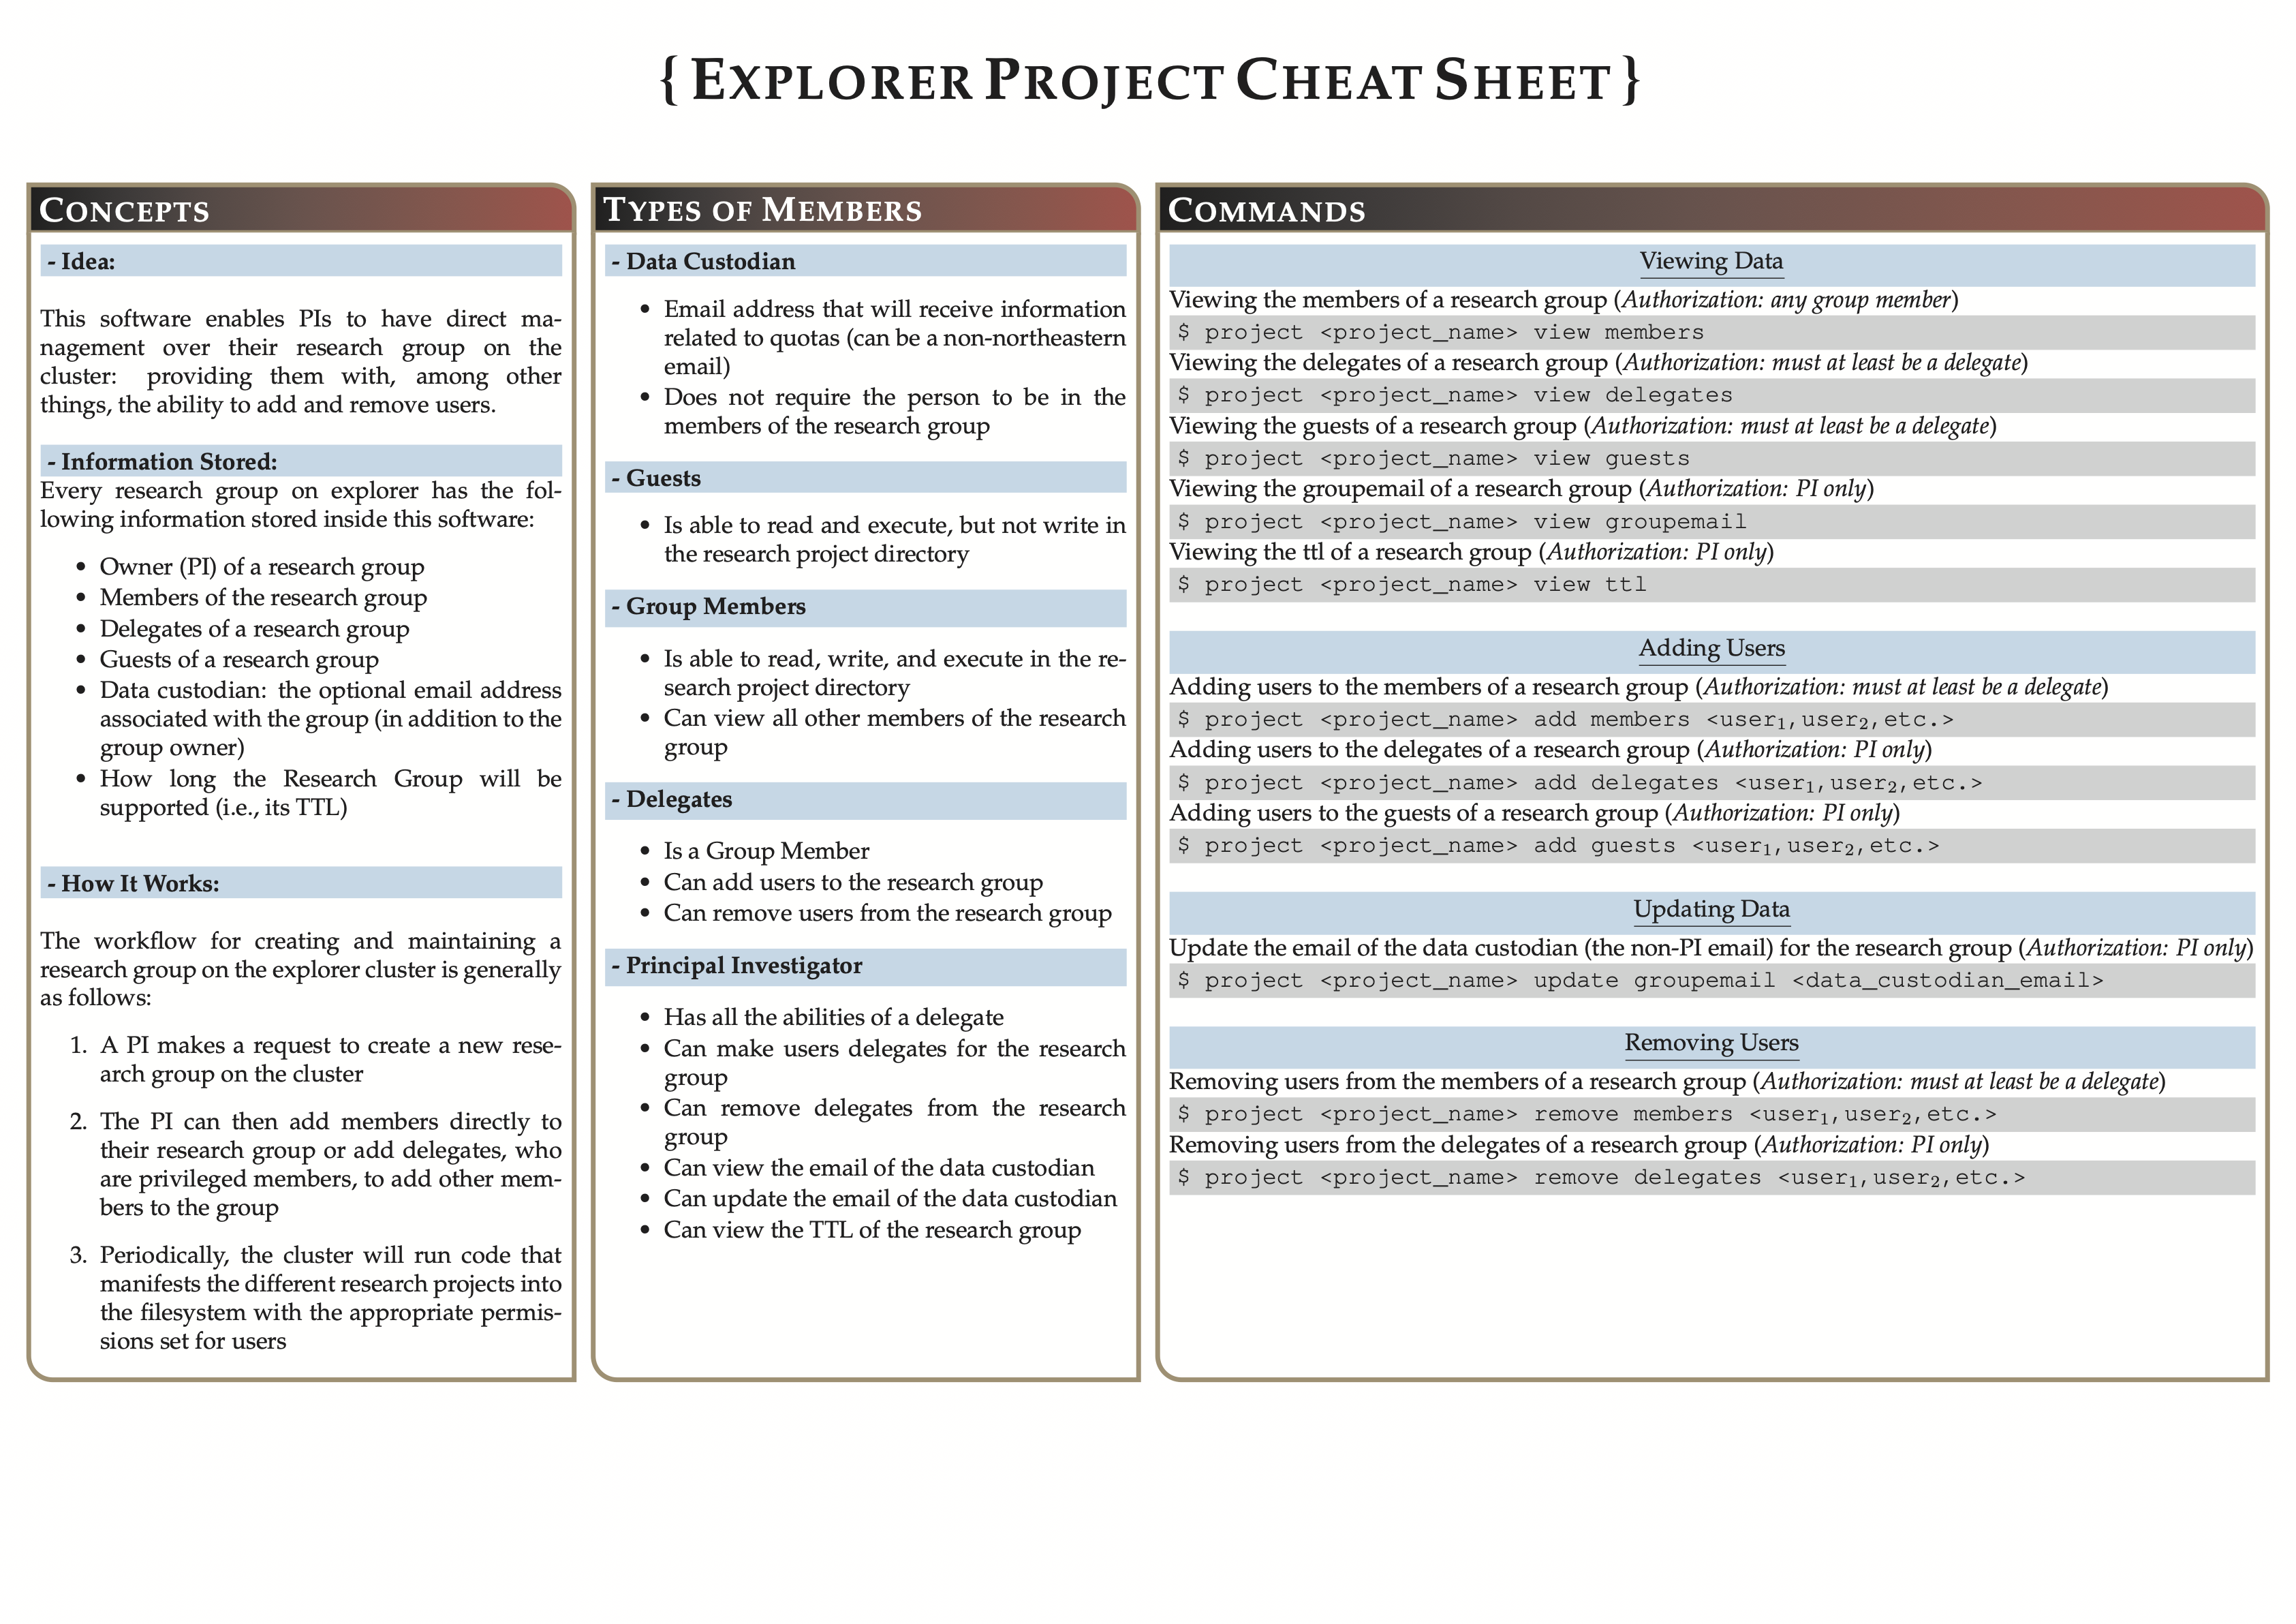 { EXPLORER PROJECT CHEAT SHEET }
CONCEPTS
- Idea:
This software enables PIs to have direct ma-
nagement over their research group on the
cluster: providing them with, among other
things, the ability to add and remove users.
- Information Stored:
Every research group on explorer has the fol-
lowing information stored inside this software:
• Owner (PI) of a research group
• Members of the research group
• Delegates of a research group
• Guests of a research group
• Data custodian: the optional email address
associated with the group (in addition to the
group owner)
• How long the Research Group will be
supported (i.e., its TTL)
- How It Works:
The workflow for creating and maintaining a
research group on the explorer cluster is generally
as follows:
1. A PI makes a request to create a new rese-
arch group on the cluster
2. The PI can then add members directly to
their research group or add delegates, who
are privileged members, to add other mem-
bers to the group
3. Periodically, the cluster will run code that
manifests the different research projects into
the filesystem with the appropriate permis-
sions set for users
TYPES OF MEMBERS
- Data Custodian
• Email address that will receive information
related to quotas (can be a non-northeastern
email)
• Does not require the person to be in the
members of the research group
- Guests
• Is able to read and execute, but not write in
the research project directory
- Group Members
• Is able to read, write, and execute in the re-
search project directory
• Can view all other members of the research
group
- Delegates
• Is a Group Member
• Can add users to the research group
• Can remove users from the research group
- Principal Investigator
• Has all the abilities of a delegate
• Can make users delegates for the research
group
• Can remove delegates from the research
group
• Can view the email of the data custodian
• Can update the email of the data custodian
• Can view the TTL of the research group
COMMANDS
Viewing Data
Viewing the members of a research group (Authorization: any group member)
$ project <project_name> view members
Viewing the delegates of a research group (Authorization: must at least be a delegate)
$ project <project_name> view delegates
Viewing the guests of a research group (Authorization: must at least be a delegate)
$ project <project_name> view guests
Viewing the groupemail of a research group (Authorization: PI only)
$ project <project_name> view groupemail
Viewing the ttl of a research group (Authorization: PI only)
$ project <project_name> view ttl
Adding Users
Adding users to the members of a research group (Authorization: must at least be a delegate)
$ project <project_name> add members <user₁,user₂,etc.>
Adding users to the delegates of a research group (Authorization: PI only)
$ project <project_name> add delegates <user₁,user₂,etc.>
Adding users to the guests of a research group (Authorization: PI only)
$ project <project_name> add guests <user₁,user₂,etc.>
Updating Data
Update the email of the data custodian (the non-PI email) for the research group (Authorization: PI only)
$ project <project_name> update groupemail <data_custodian_email>
Removing Users
Removing users from the members of a research group (Authorization: must at least be a delegate)
$ project <project_name> remove members <user₁,user₂,etc.>
Removing users from the delegates of a research group (Authorization: PI only)
$ project <project_name> remove delegates <user₁,user₂,etc.>